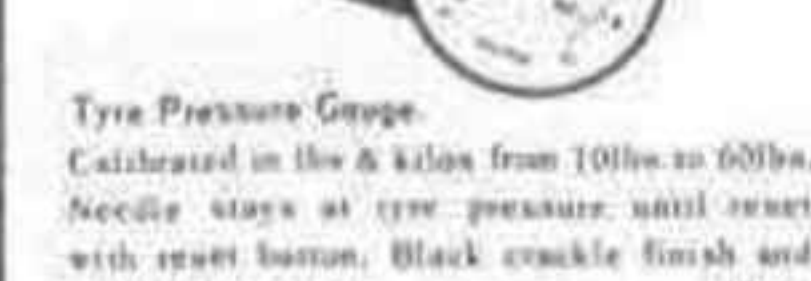 Tyre Pressure Gauge.
Calibrated in lbs & kilos from 10lbs. to 60lbs.
Needle stays at tyre pressure until reset
with reset button. Black crackle finish and